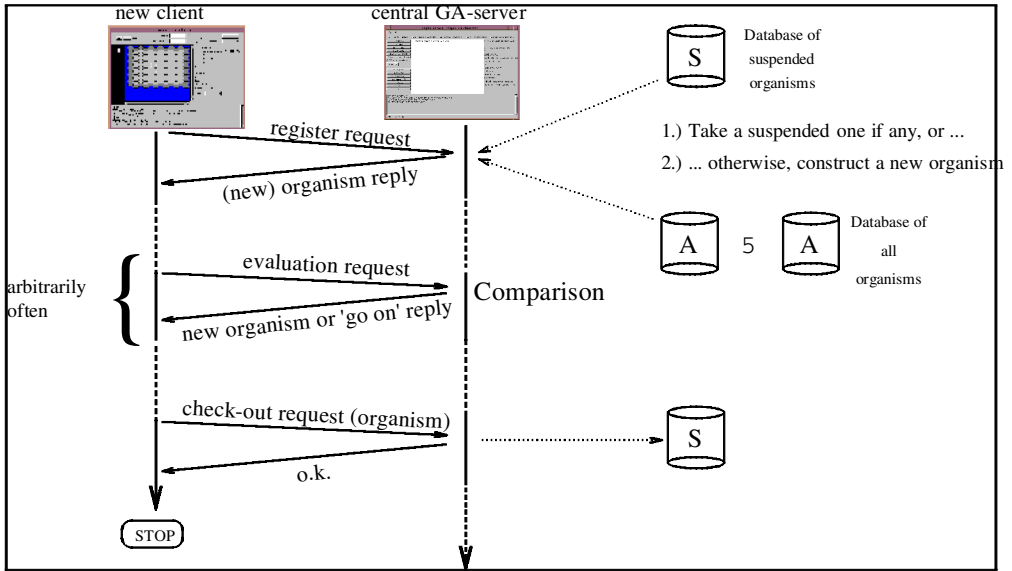 new client
central GA-server
S
Database of
suspended
organisms
register request
1.) Take a suspended one if any, or ...
2.) ... otherwise, construct a new organism
(new) organism reply
A
5
A
Database of
all
organisms
arbitrarily
often
{
evaluation request
Comparison
new organism or 'go on' reply
check-out request (organism)
S
o.k.
STOP